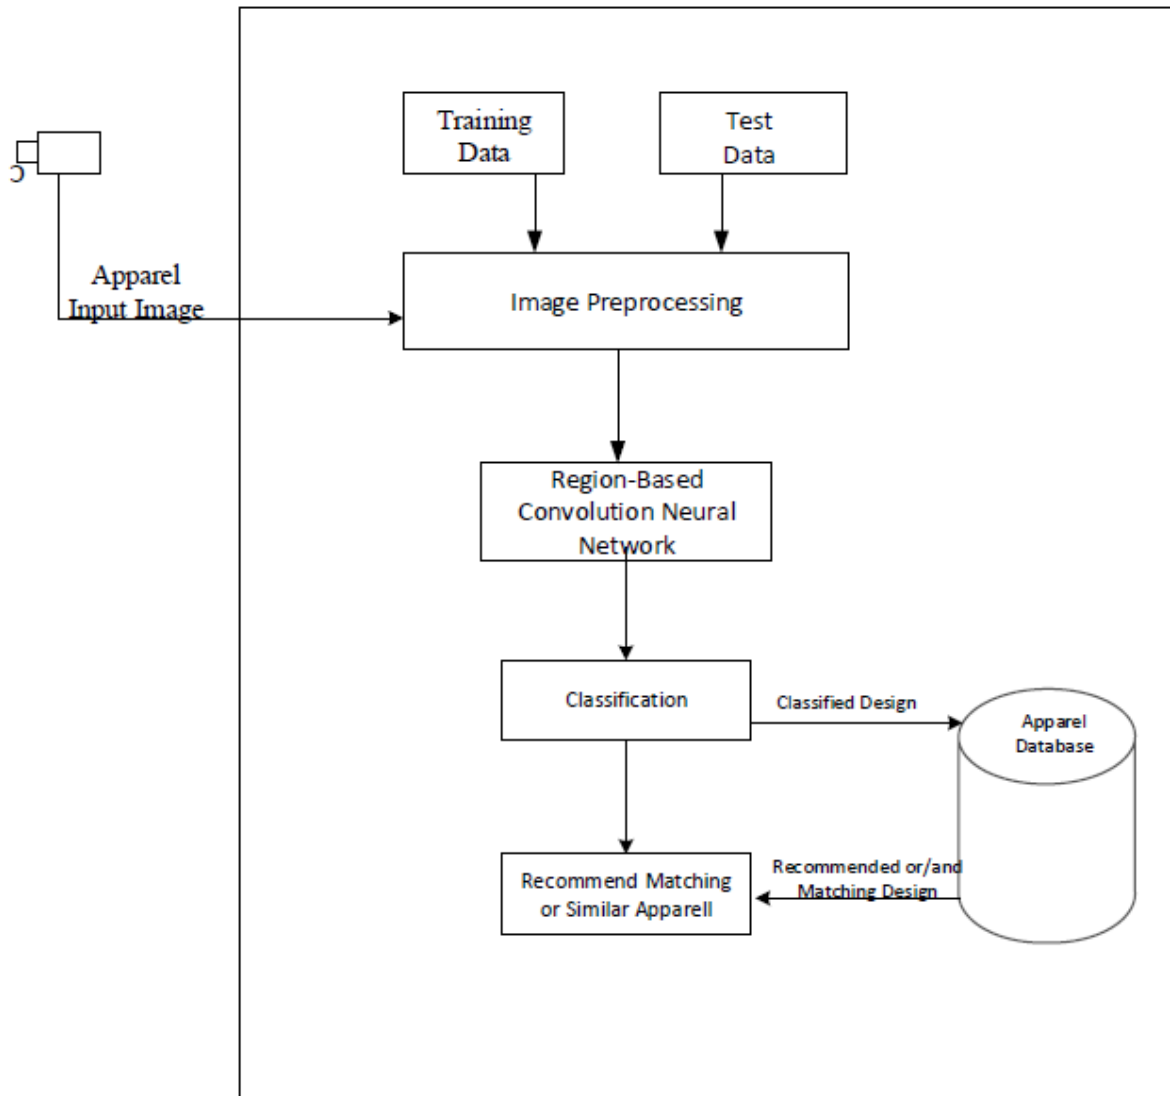 Training
Data
Test
Data
Apparel
Input Image
Image Preprocessing
Region-Based
Convolution Neural
Network
Classification
Classified Design
Apparel
Database
Recommend Matching
or Similar Apparell
Recommended or/and
Matching Design